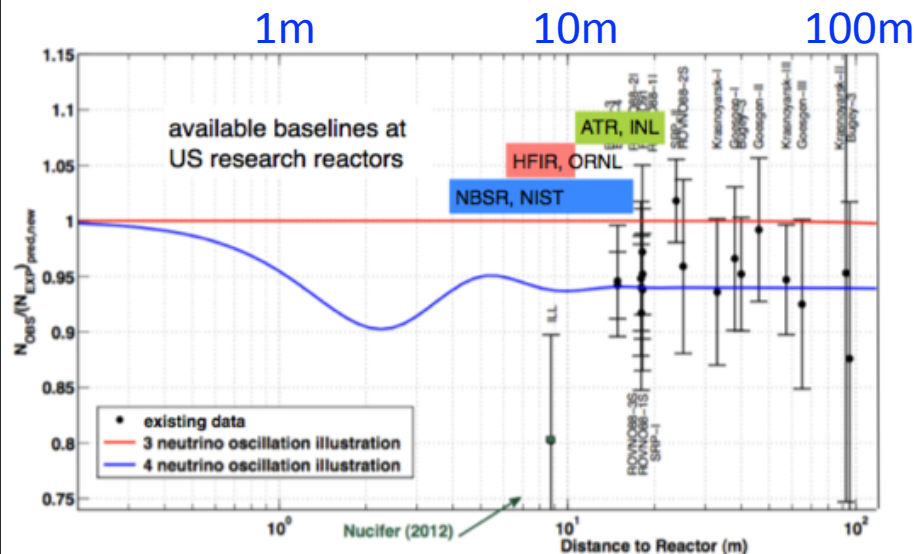 1m 10m 100m
1.15
1.1
1.05
1
0.95
0.9
0.85
0.8
0.75
N_OBS/(N_EXP)_pred,new
available baselines at
US research reactors
ATR, INL
HFIR, ORNL
NBSR, NIST
ILL
ROVNO88-2S
Krasnoyarsk-I
Bugey-3
Goesgen-II
Krasnoyarsk-III
Goesgen-III
Krasnoyarsk-II
Bugey-3
ROVNO88-3S
ROVNO88-1S
SRP-I
existing data
3 neutrino oscillation illustration
4 neutrino oscillation illustration
Nucifer (2012)
10^0 10^1 10^2
Distance to Reactor (m)